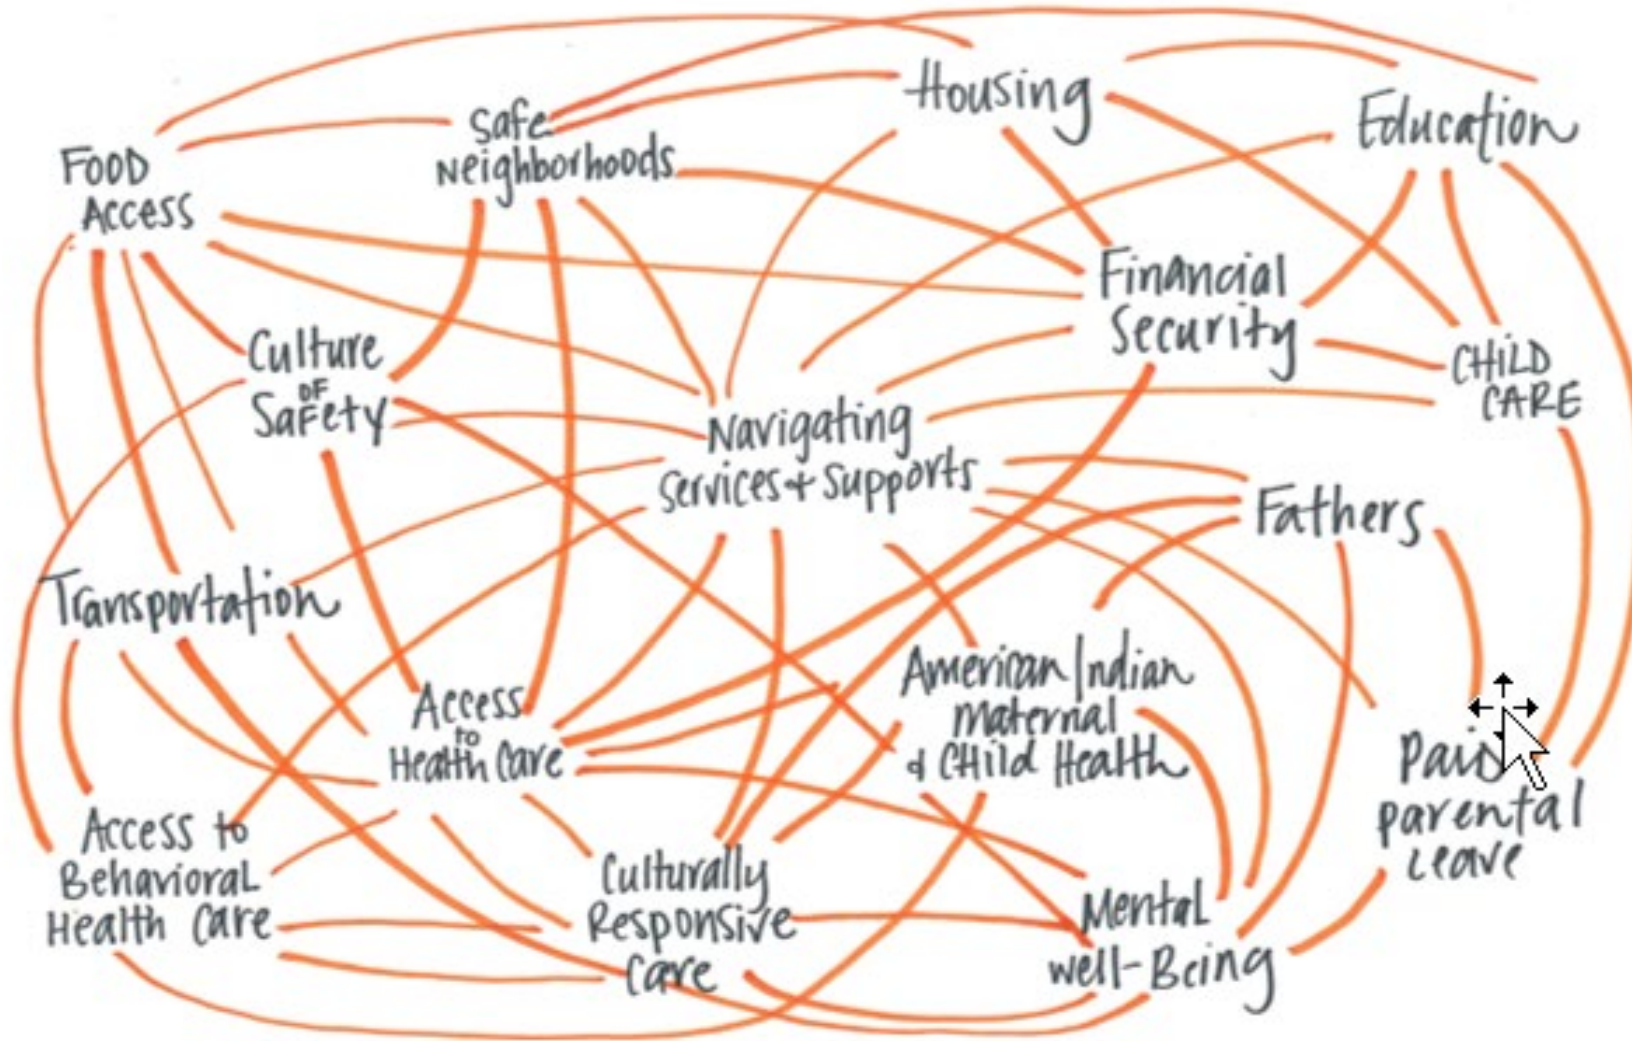 Housing
Education
Safe
Neighborhoods
FOOD
Access
Financial
Security
Culture
OF
Safety
CHILD
CARE
Navigating
Services + Supports
Fathers
Transportation
American Indian
Maternal
& CHild Health
Access
to
Health Care
Paid
parental
Leave
Access to
Behavioral
Health Care
Culturally
Responsive
Care
Mental
Well-Being